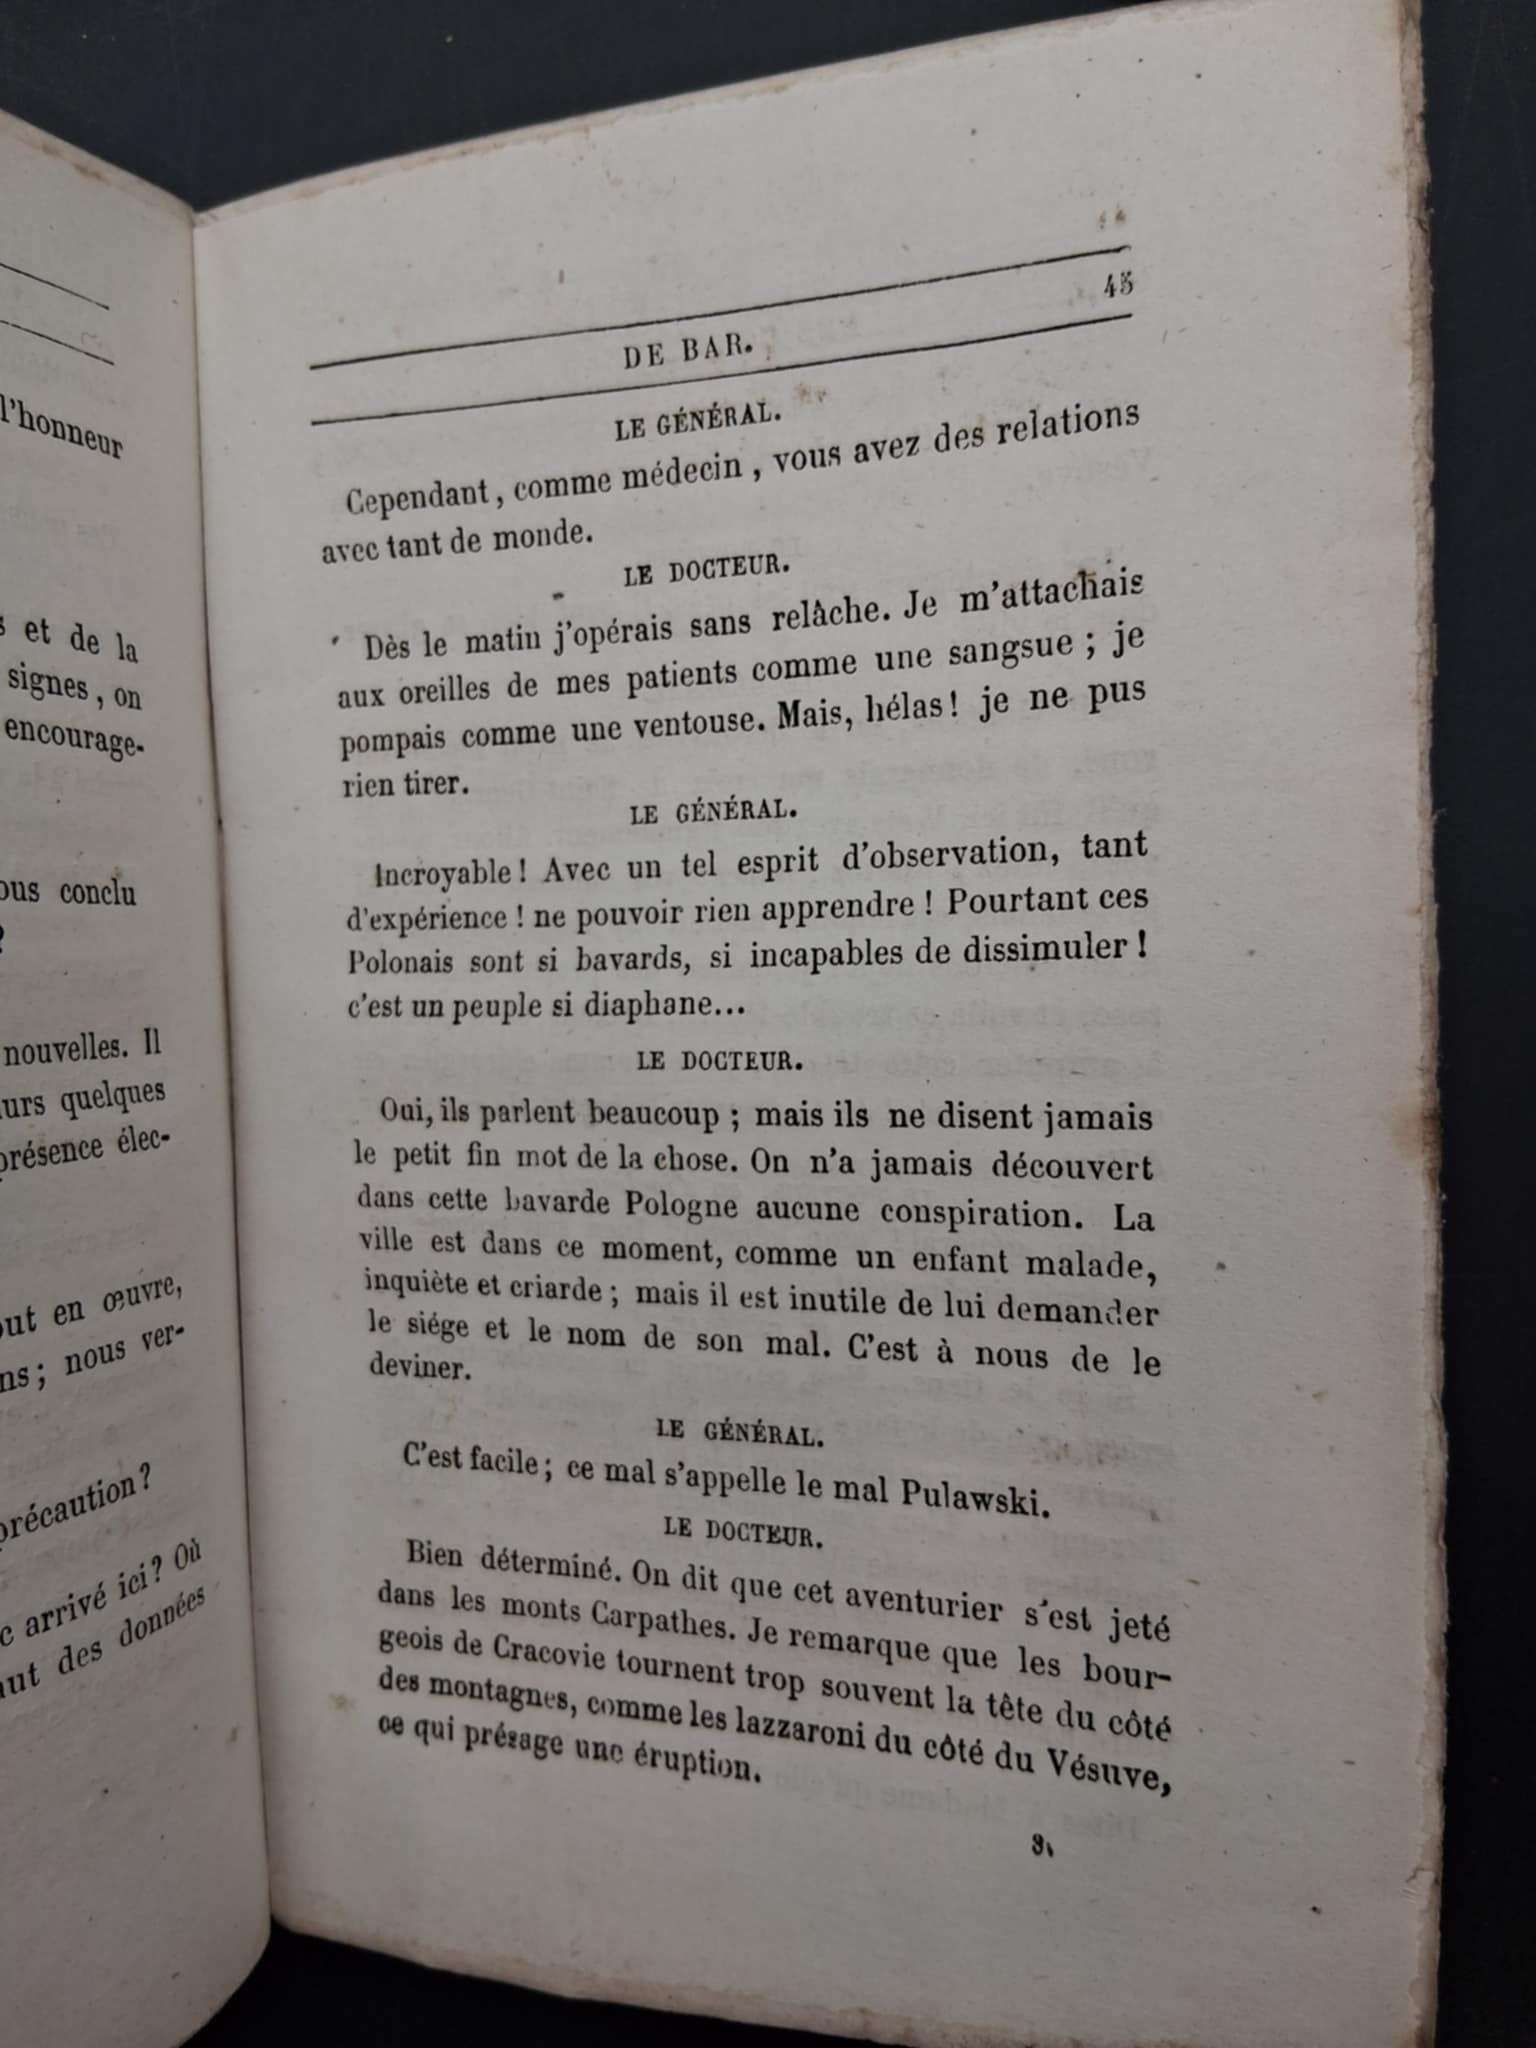 l'honneur
et de la
signes, on
encourage-
conclu
?
nouvelles. Il
quelques
élec-
en œuvre,
; nous ver-
précaution?
arrivé ici? Où
des données
45
DE BAR.
LE GÉNÉRAL.
Cependant, comme médecin, vous avez des relations
avec tant de monde.
LE DOCTEUR.
Dès le matin j'opérais sans relâche. Je m'attachais
aux oreilles de mes patients comme une sangsue; je
pompais comme une ventouse. Mais, hélas! je ne pus
rien tirer.
LE GÉNÉRAL.
Incroyable! Avec un tel esprit d'observation, tant
d'expérience! ne pouvoir rien apprendre! Pourtant ces
Polonais sont si bavards, si incapables de dissimuler!
c'est un peuple si diaphane...
LE DOCTEUR.
Oui, ils parlent beaucoup; mais ils ne disent jamais
le petit fin mot de la chose. On n'a jamais découvert
dans cette bavarde Pologne aucune conspiration. La
ville est dans ce moment, comme un enfant malade,
inquiète et criarde; mais il est inutile de lui demander
le siége et le nom de son mal. C'est à nous de le
deviner.
LE GÉNÉRAL.
C'est facile; ce mal s'appelle le mal Pulawski.
LE DOCTEUR.
Bien déterminé. On dit que cet aventurier s'est jeté
dans les monts Carpathes. Je remarque que les bour-
geois de Cracovie tournent trop souvent la tête du côté
des montagnes, comme les lazzaroni du côté du Vésuve,
ce qui présage une éruption.
3.